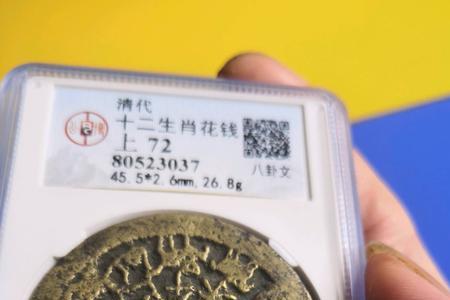 清代
十二生肖花钱
上 72
80523037
八卦文
45.5*2.6mm,26.8g